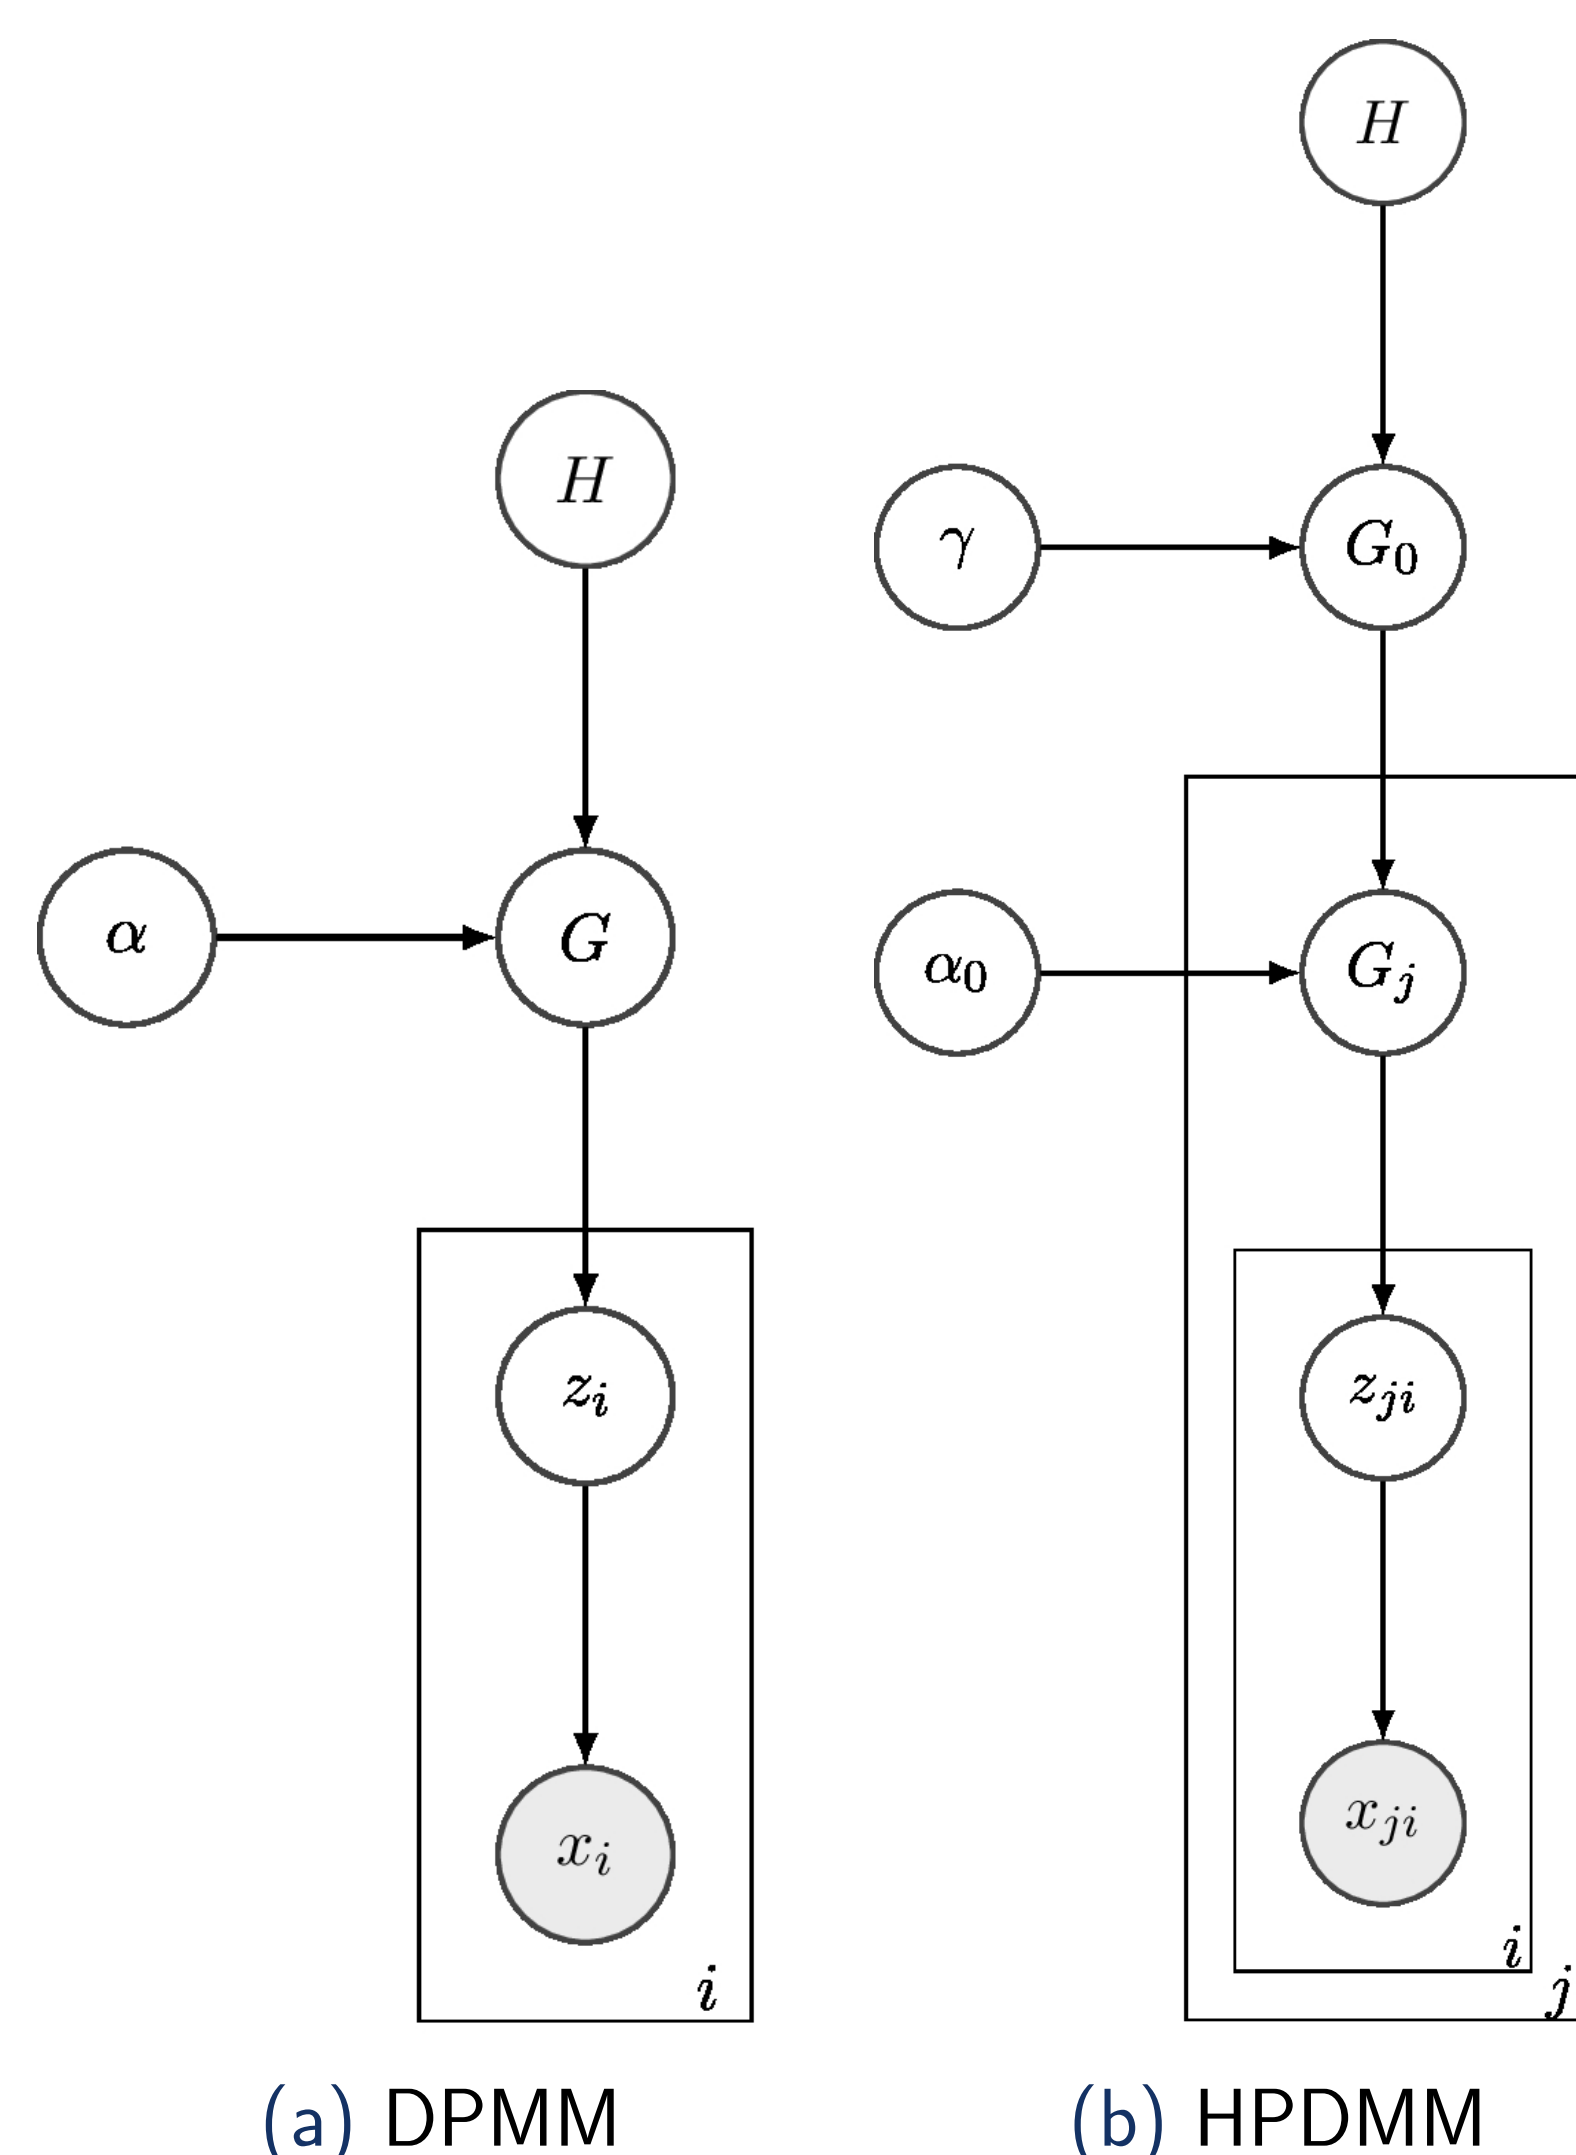 H
H
γ
G₀
α
G
α₀
Gⱼ
zᵢ
zⱼᵢ
xᵢ
xⱼᵢ
i
i
j
(a) DPMM
(b) HPDMM